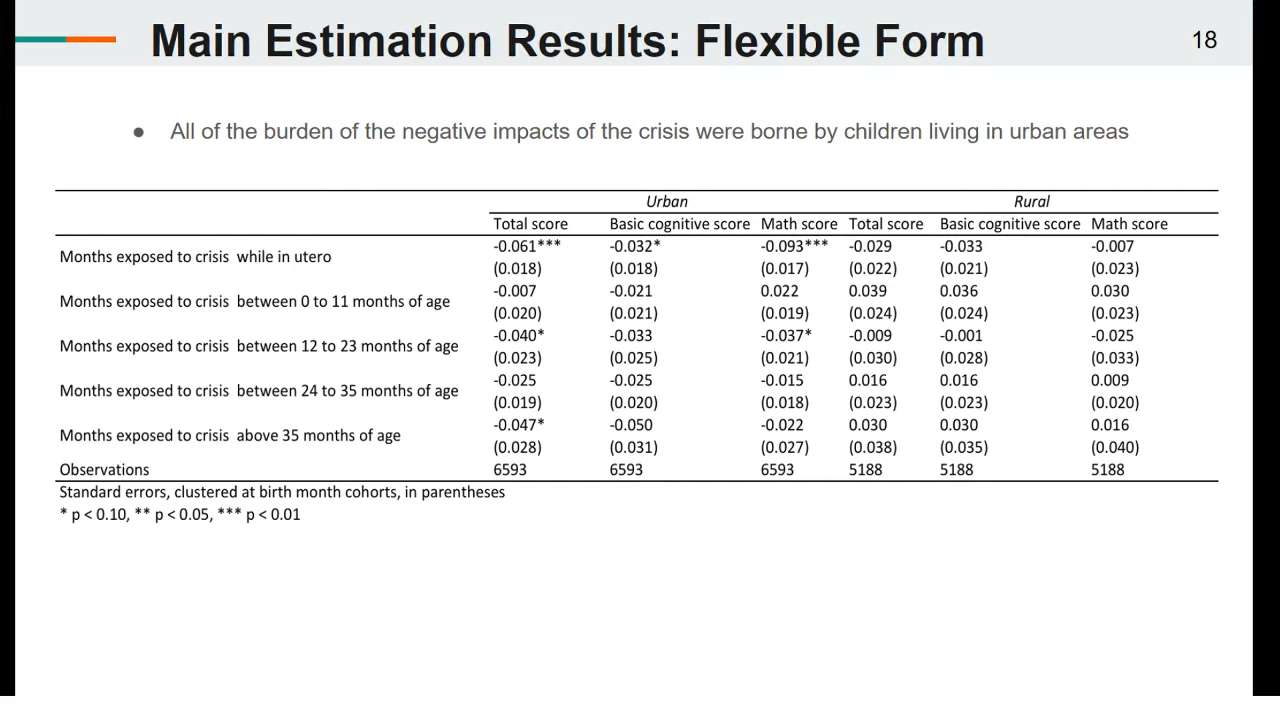 Main Estimation Results: Flexible Form
18
● All of the burden of the negative impacts of the crisis were borne by children living in urban areas
Urban Rural
Total score Basic cognitive score Math score Total score Basic cognitive score Math score
Months exposed to crisis while in utero -0.061*** -0.032* -0.093*** -0.029 -0.033 -0.007
(0.018) (0.018) (0.017) (0.022) (0.021) (0.023)
Months exposed to crisis between 0 to 11 months of age -0.007 -0.021 0.022 0.039 0.036 0.030
(0.020) (0.021) (0.019) (0.024) (0.024) (0.023)
Months exposed to crisis between 12 to 23 months of age -0.040* -0.033 -0.037* -0.009 -0.001 -0.025
(0.023) (0.025) (0.021) (0.030) (0.028) (0.033)
Months exposed to crisis between 24 to 35 months of age -0.025 -0.025 -0.015 0.016 0.016 0.009
(0.019) (0.020) (0.018) (0.023) (0.023) (0.020)
Months exposed to crisis above 35 months of age -0.047* -0.050 -0.022 0.030 0.030 0.016
(0.028) (0.031) (0.027) (0.038) (0.035) (0.040)
Observations 6593 6593 6593 5188 5188 5188
Standard errors, clustered at birth month cohorts, in parentheses
* p < 0.10, ** p < 0.05, *** p < 0.01